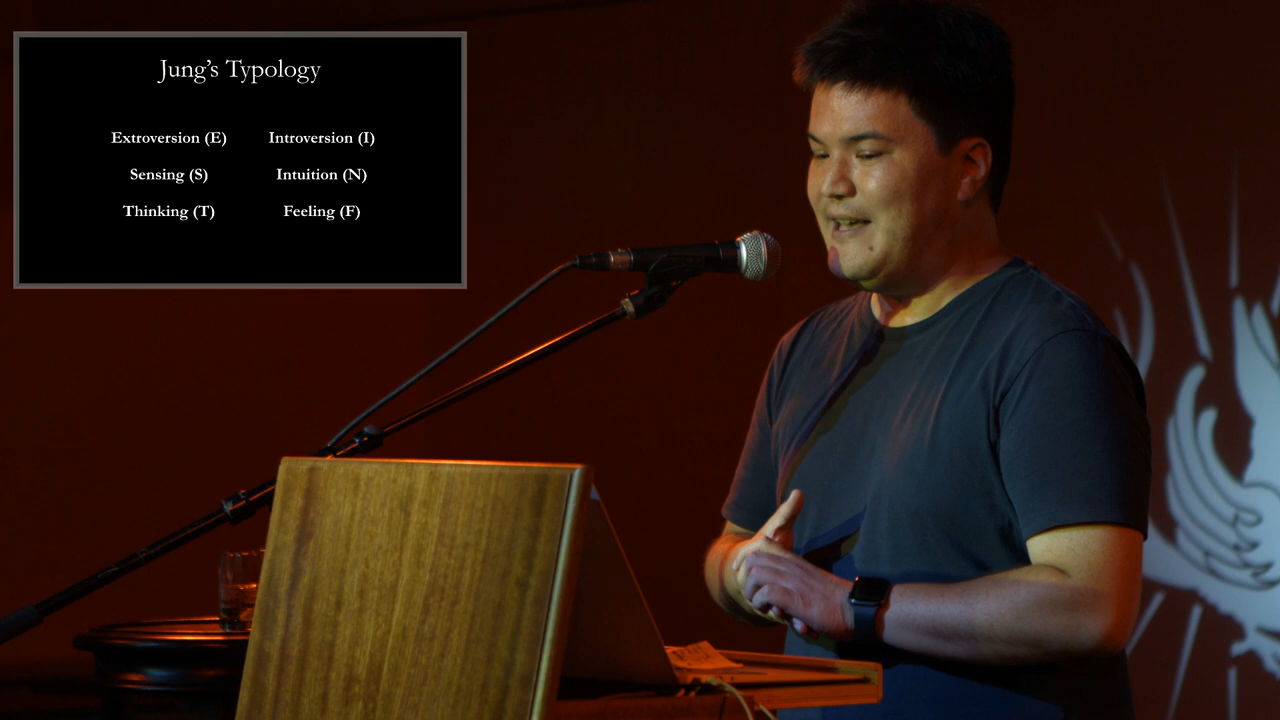 Jung's Typology
Extroversion (E) Introversion (I)
Sensing (S) Intuition (N)
Thinking (T) Feeling (F)